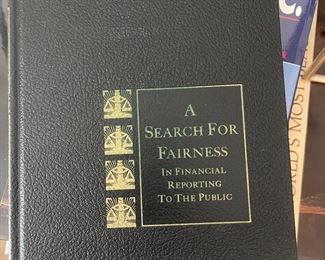 A
SEARCH FOR
FAIRNESS
IN FINANCIAL
REPORTING
TO THE PUBLIC
C.